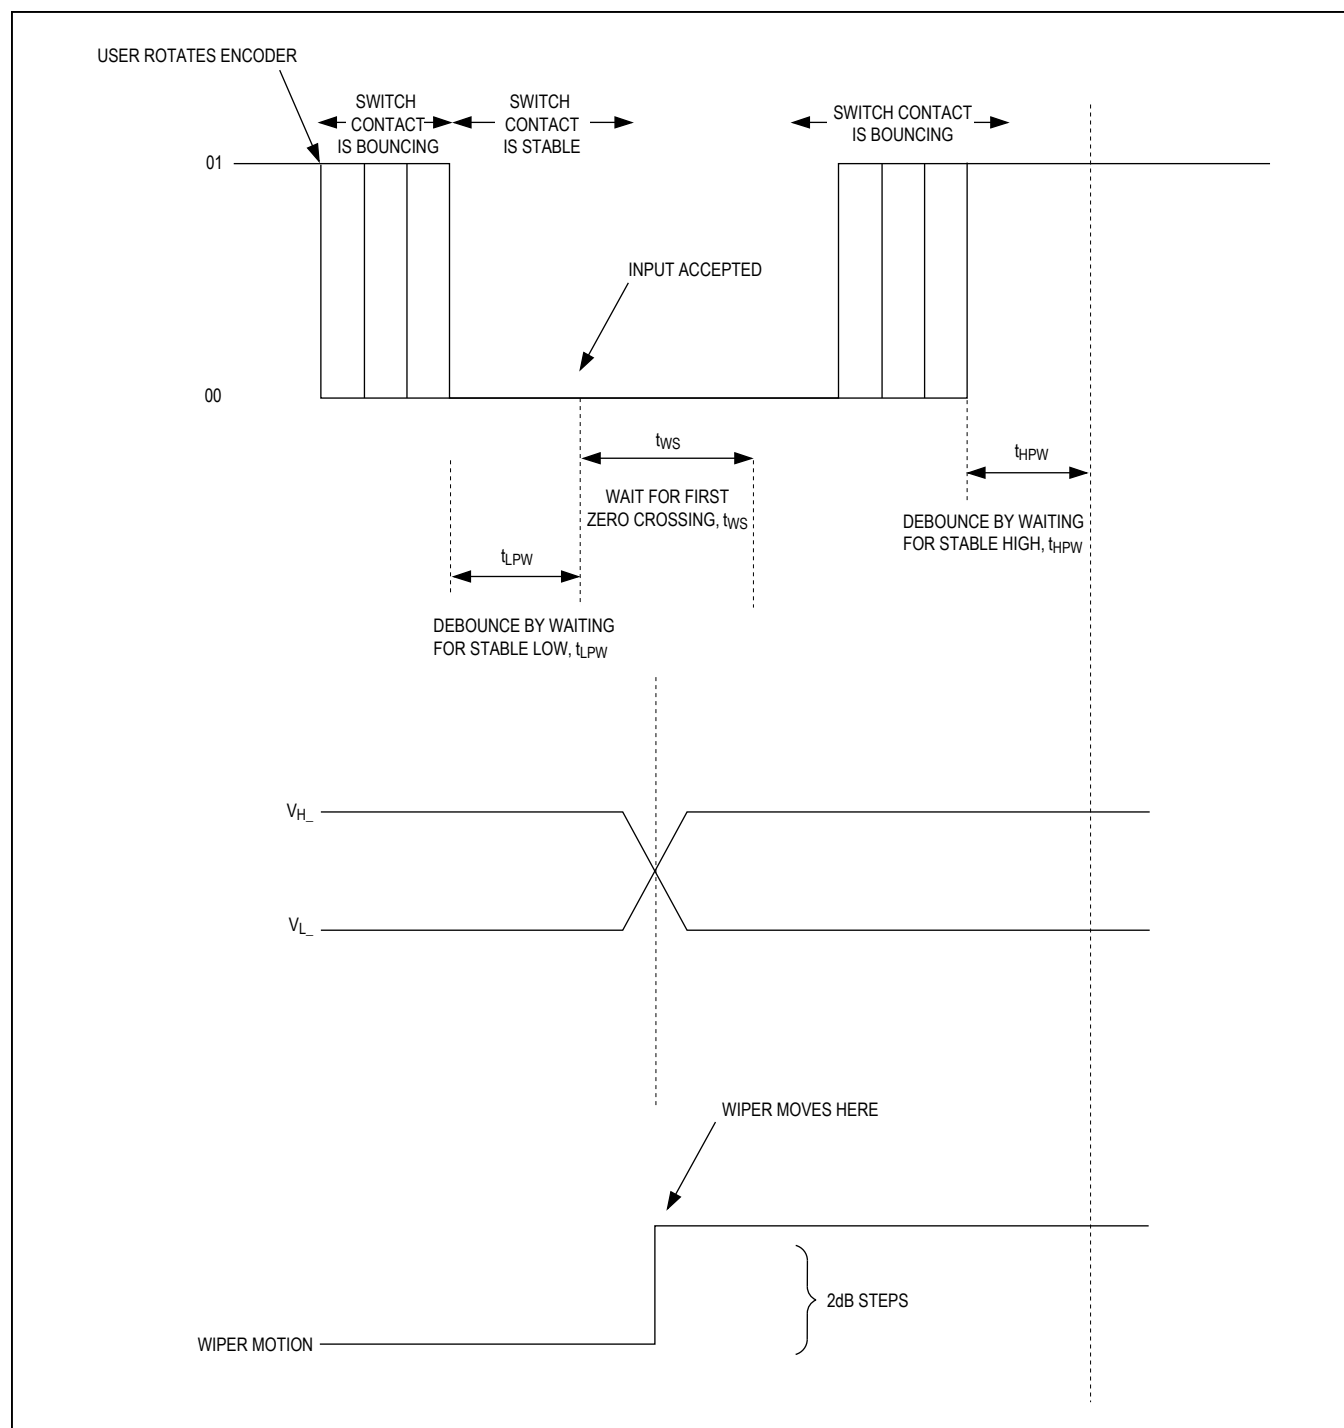 USER ROTATES ENCODER
SWITCH
CONTACT
IS BOUNCING
SWITCH
CONTACT
IS STABLE
SWITCH CONTACT
IS BOUNCING
01
INPUT ACCEPTED
00
tWS
WAIT FOR FIRST
ZERO CROSSING, tWS
tHPW
DEBOUNCE BY WAITING
FOR STABLE HIGH, tHPW
tLPW
DEBOUNCE BY WAITING
FOR STABLE LOW, tLPW
VH_
VL_
WIPER MOVES HERE
2dB STEPS
WIPER MOTION